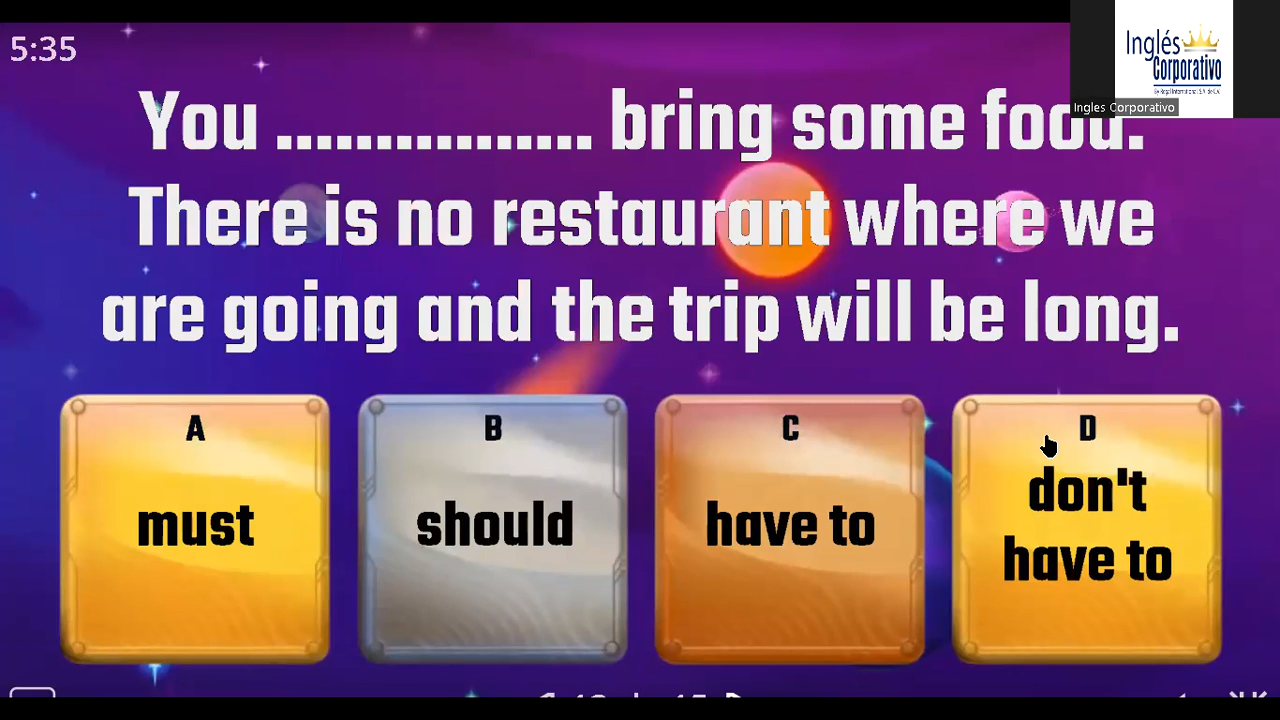 5:35
Inglés
Corporativo
Ingles Corporativo
You ................ bring some food.
There is no restaurant where we
are going and the trip will be long.
A
must
B
should
C
have to
D
don't
have to